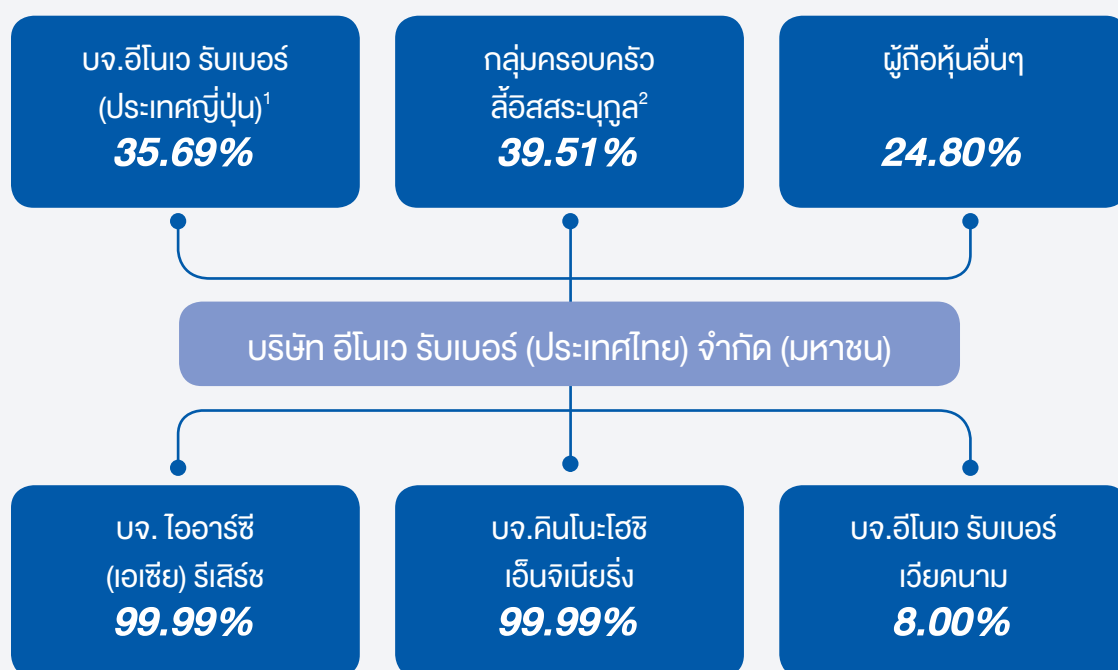 บจ.อีโนเว รับเบอร์
(ประเทศญี่ปุ่น)¹
35.69%
กลุ่มครอบครัว
ลี้อิสสระนุกูล²
39.51%
ผู้ถือหุ้นอื่นๆ
24.80%
บริษัท อีโนเว รับเบอร์ (ประเทศไทย) จำกัด (มหาชน)
บจ. ไออาร์ซี
(เอเซีย) รีเสิร์ช
99.99%
บจ.คินโนะโฮชิ
เอ็นจิเนียริ่ง
99.99%
บจ.อีโนเว รับเบอร์
เวียดนาม
8.00%